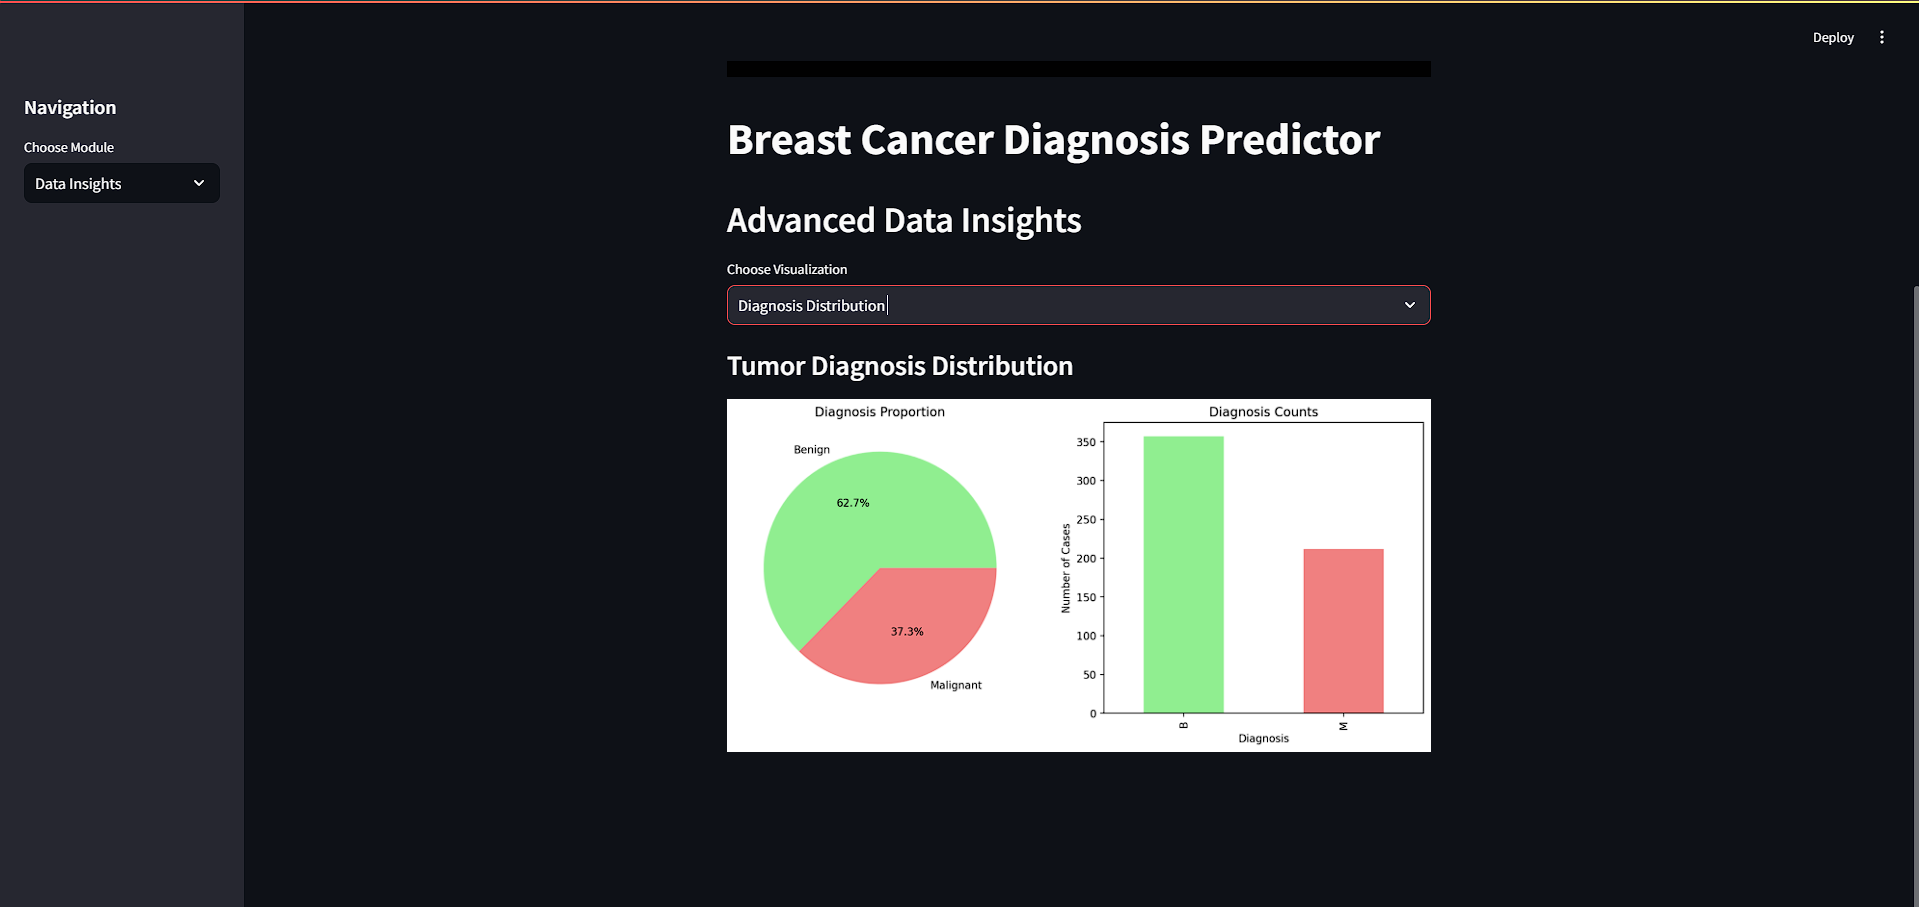 Deploy
Navigation
Choose Module
Data Insights
Breast Cancer Diagnosis Predictor
Advanced Data Insights
Choose Visualization
Diagnosis Distribution
Tumor Diagnosis Distribution
Diagnosis Proportion
Benign
62.7%
37.3%
Malignant
Diagnosis Counts
350
300
250
200
150
100
50
0
Number of Cases
B
M
Diagnosis